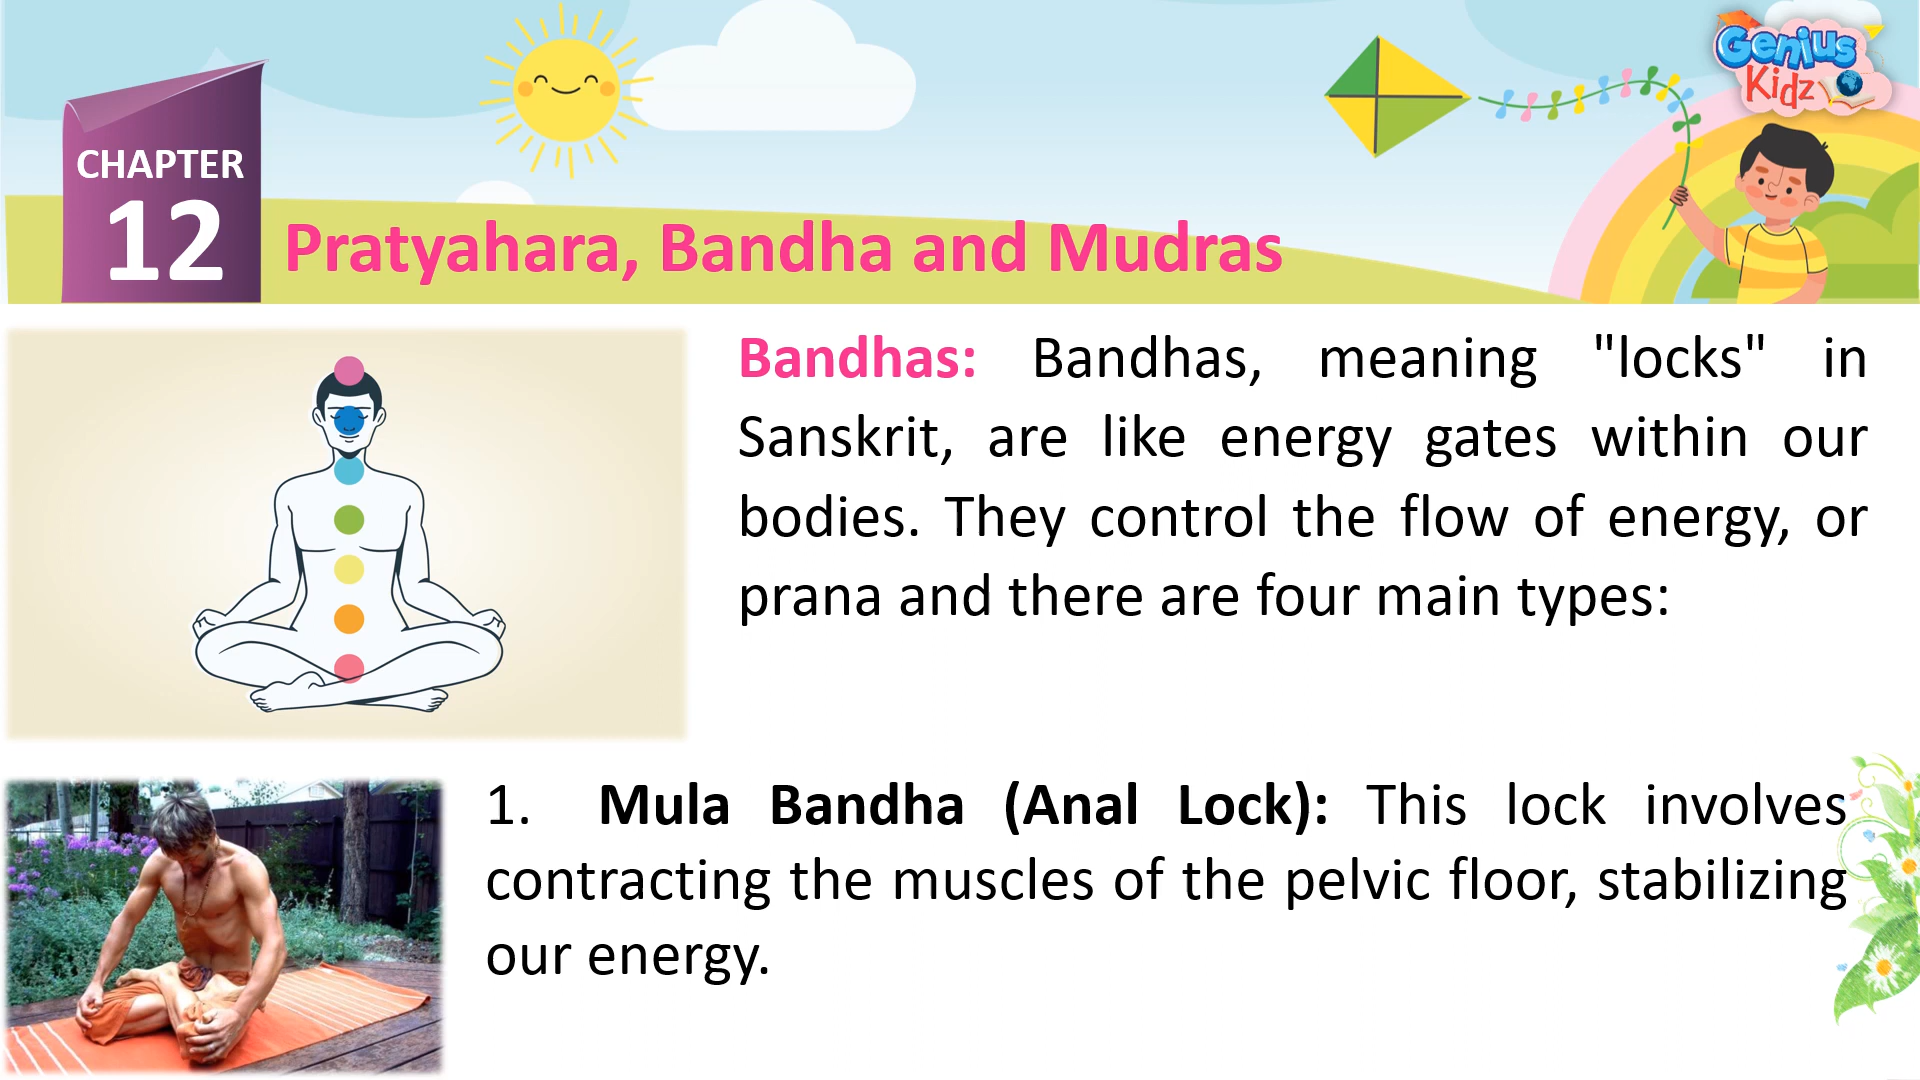 Genius
Kidz
CHAPTER
12
Pratyahara, Bandha and Mudras
Bandhas: Bandhas, meaning "locks" in
Sanskrit, are like energy gates within our
bodies. They control the flow of energy, or
prana and there are four main types:
1. Mula Bandha (Anal Lock): This lock involves
contracting the muscles of the pelvic floor, stabilizing
our energy.